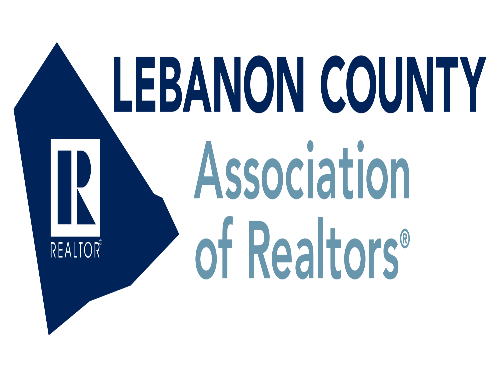 LEBANON COUNTY
Association
of Realtors®
R
REALTOR®